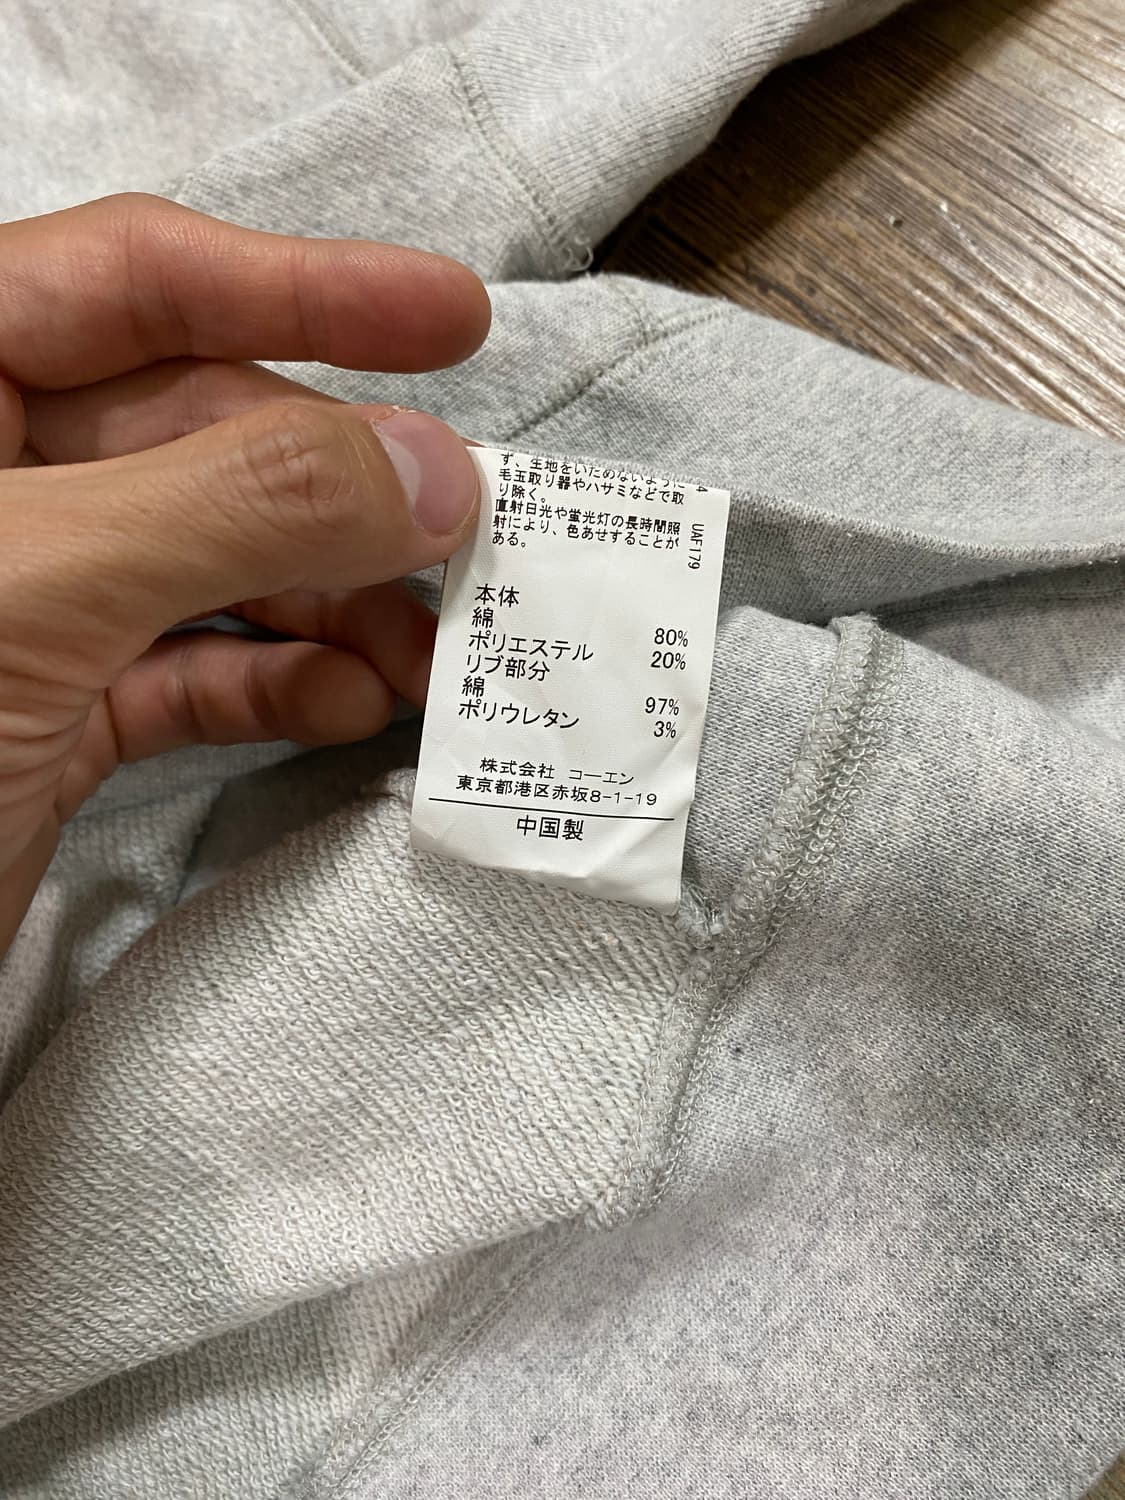 ず、生地をいためないように
毛玉取り器やハサミなどで取
り除く。
直射日光や蛍光灯の長時間照
射により、色あせすることが
ある。
4
UAF179
本体
綿 80%
ポリエステル 20%
リブ部分
綿 97%
ポリウレタン 3%
株式会社 コーエン
東京都港区赤坂8-1-19
中国製